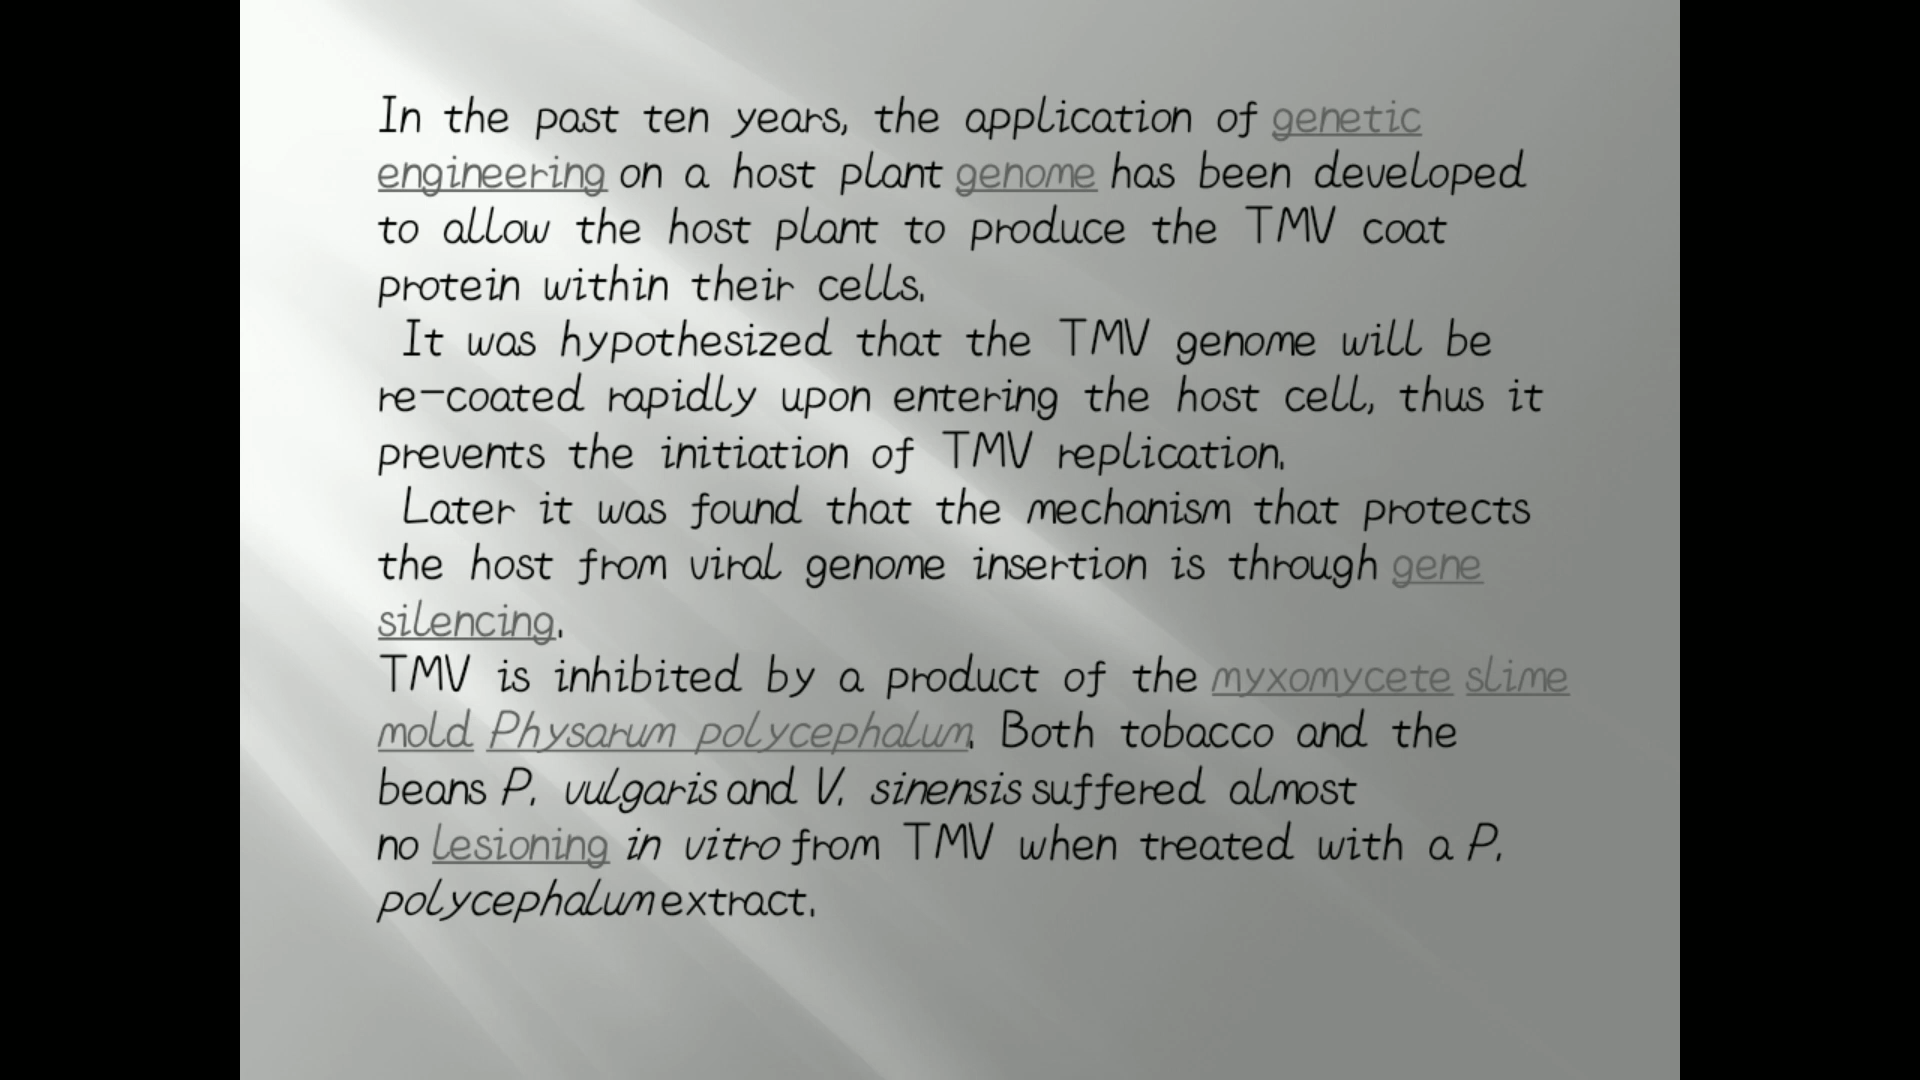 In the past ten years, the application of genetic
engineering on a host plant genome has been developed
to allow the host plant to produce the TMV coat
protein within their cells.
It was hypothesized that the TMV genome will be
re-coated rapidly upon entering the host cell, thus it
prevents the initiation of TMV replication.
Later it was found that the mechanism that protects
the host from viral genome insertion is through gene
silencing.
TMV is inhibited by a product of the myxomycete slime
mold Physarum polycephalum. Both tobacco and the
beans P. vulgaris and V. sinensis suffered almost
no lesioning in vitro from TMV when treated with a P.
polycephalum extract.